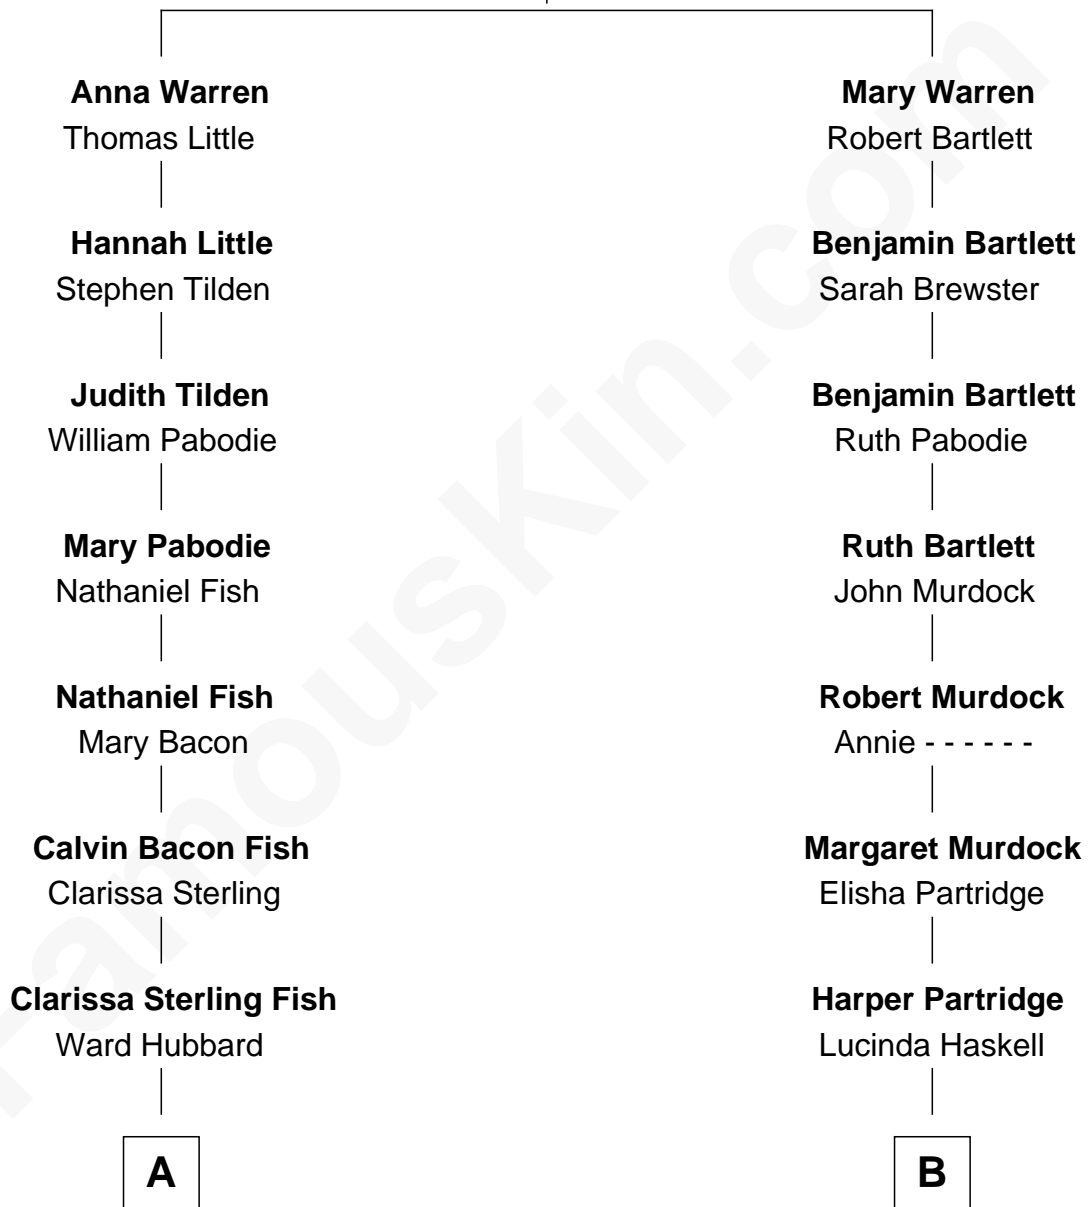 Anna Warren
Thomas Little
Mary Warren
Robert Bartlett
Hannah Little
Stephen Tilden
Benjamin Bartlett
Sarah Brewster
Judith Tilden
William Pabodie
Benjamin Bartlett
Ruth Pabodie
Mary Pabodie
Nathaniel Fish
Ruth Bartlett
John Murdock
Nathaniel Fish
Mary Bacon
Robert Murdock
Annie - - - - - -
Calvin Bacon Fish
Clarissa Sterling
Margaret Murdock
Elisha Partridge
Clarissa Sterling Fish
Ward Hubbard
Harper Partridge
Lucinda Haskell
A
B
FamousKin.com